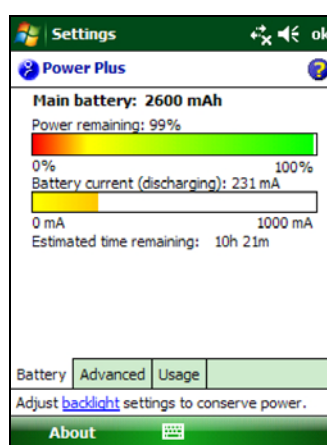 Settings ok
Power Plus
Main battery: 2600 mAh
Power remaining: 99%
0% 100%
Battery current (discharging): 231 mA
0 mA 1000 mA
Estimated time remaining: 10h 21m
Battery Advanced Usage
Adjust backlight settings to conserve power.
About